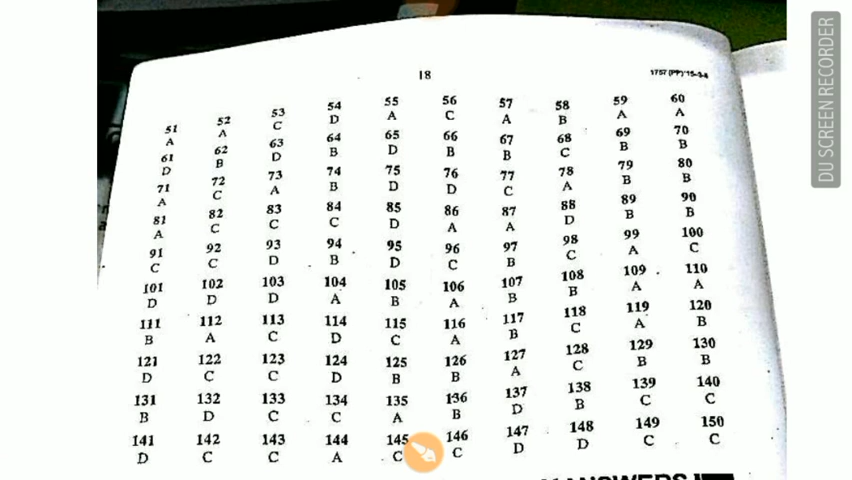 18
1757 (PP)'15-3-6
51 52 53 54 55 56 57 58 59 60
A A C D A C A B A A
61 62 63 64 65 66 67 68 69 70
D B D B D B B C B B
71 72 73 74 75 76 77 78 79 80
A C A B D D C A B B
81 82 83 84 85 86 87 88 89 90
A C C C D A A D B B
91 92 93 94 95 96 97 98 99 100
C C D B D C B C A C
101 102 103 104 105 106 107 108 109 110
D D D A B A B B A A
111 112 113 114 115 116 117 118 119 120
B A C D C A B C A B
121 122 123 124 125 126 127 128 129 130
D C C D B B A C B B
131 132 133 134 135 136 137 138 139 140
B D C C A B D B C C
141 142 143 144 145 146 147 148 149 150
D C C A C C D D C C
DU SCREEN RECORDER